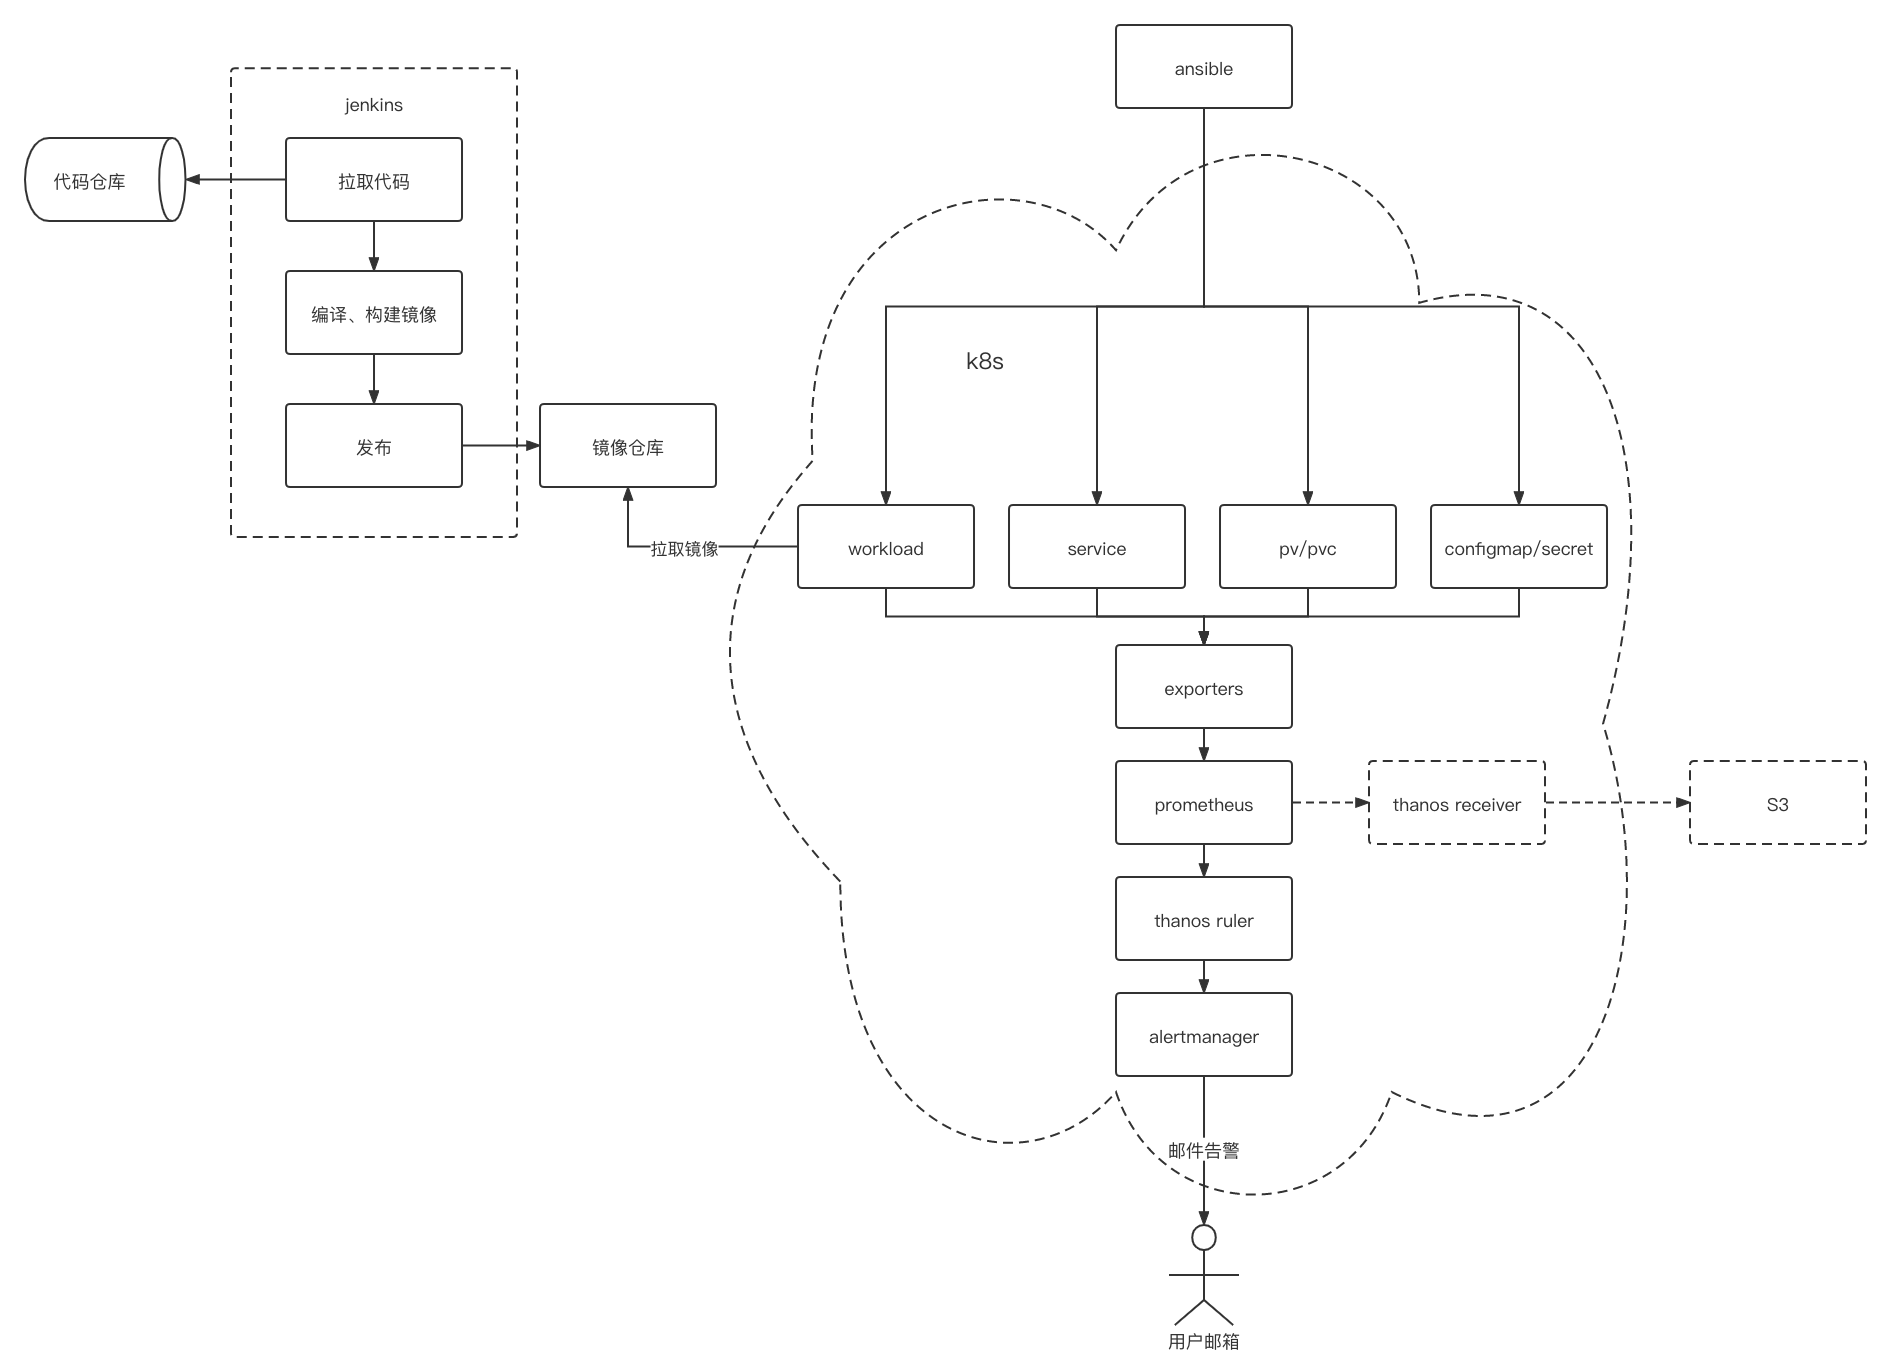 ansible
jenkins
代码仓库
拉取代码
编译、构建镜像
k8s
发布
镜像仓库
拉取镜像
workload
service
pv/pvc
configmap/secret
exporters
prometheus
thanos receiver
S3
thanos ruler
alertmanager
邮件告警
用户邮箱